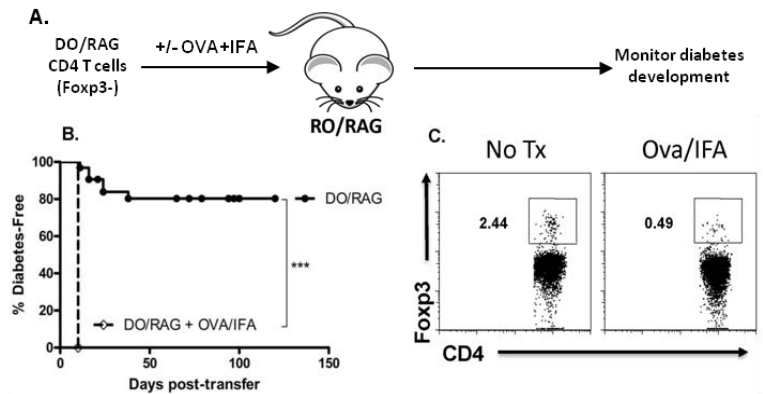 A.
DO/RAG
CD4 T cells
(Foxp3-)
+/- OVA+IFA
RO/RAG
Monitor diabetes
development
B.
% Diabetes-Free
100
80
60
40
20
0
DO/RAG
***
DO/RAG + OVA/IFA
0 50 100 150
Days post-transfer
C.
No Tx Ova/IFA
2.44 0.49
Foxp3
CD4